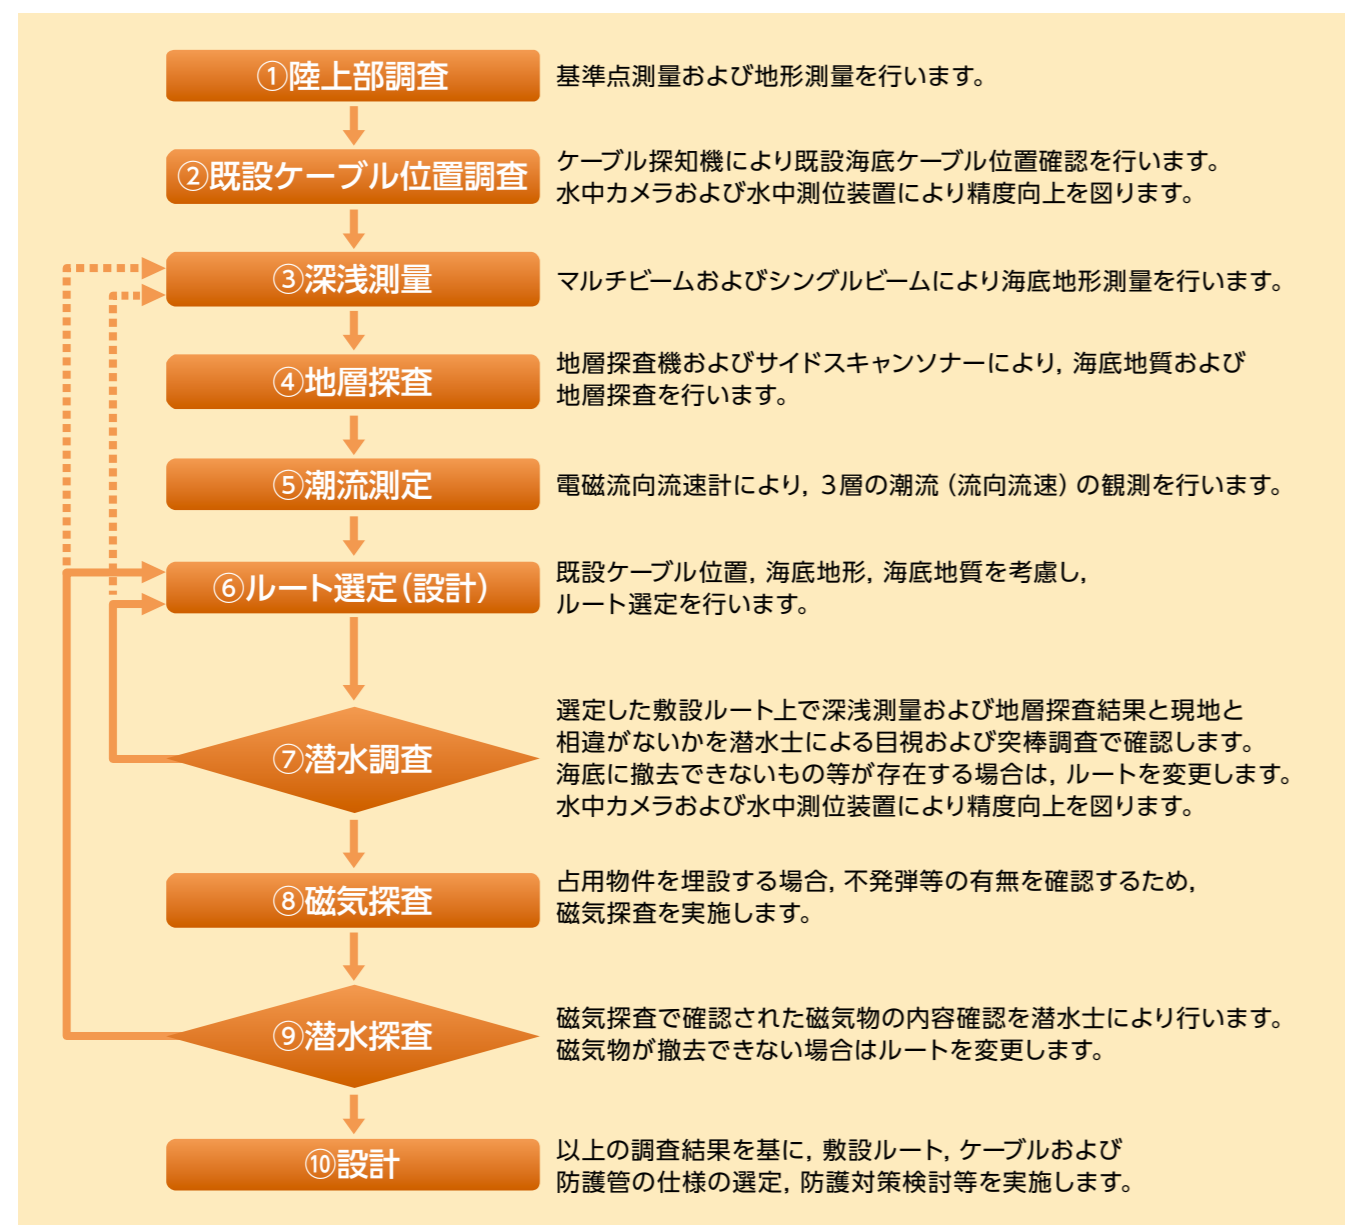 ①陸上部調査
基準点測量および地形測量を行います。
②既設ケーブル位置調査
ケーブル探知機により既設海底ケーブル位置確認を行います。
水中カメラおよび水中測位装置により精度向上を図ります。
③深浅測量
マルチビームおよびシングルビームにより海底地形測量を行います。
④地層探査
地層探査機およびサイドスキャンソナーにより, 海底地質および
地層探査を行います。
⑤潮流測定
電磁流向流速計により, 3層の潮流 (流向流速) の観測を行います。
⑥ルート選定(設計)
既設ケーブル位置, 海底地形, 海底地質を考慮し,
ルート選定を行います。
⑦潜水調査
選定した敷設ルート上で深浅測量および地層探査結果と現地と
相違がないかを潜水士による目視および突棒調査で確認します。
海底に撤去できないもの等が存在する場合は, ルートを変更します。
水中カメラおよび水中測位装置により精度向上を図ります。
⑧磁気探査
占用物件を埋設する場合, 不発弾等の有無を確認するため,
磁気探査を実施します。
⑨潜水探査
磁気探査で確認された磁気物の内容確認を潜水士により行います。
磁気物が撤去できない場合はルートを変更します。
⑩設計
以上の調査結果を基に, 敷設ルート, ケーブルおよび
防護管の仕様の選定, 防護対策検討等を実施します。